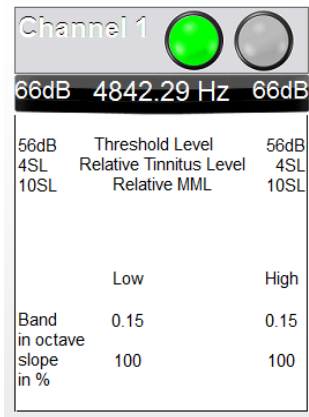 Channel 1
66dB 4842.29 Hz 66dB
56dB Threshold Level 56dB
4SL Relative Tinnitus Level 4SL
10SL Relative MML 10SL
Low High
Band 0.15 0.15
in octave
slope 100 100
in %